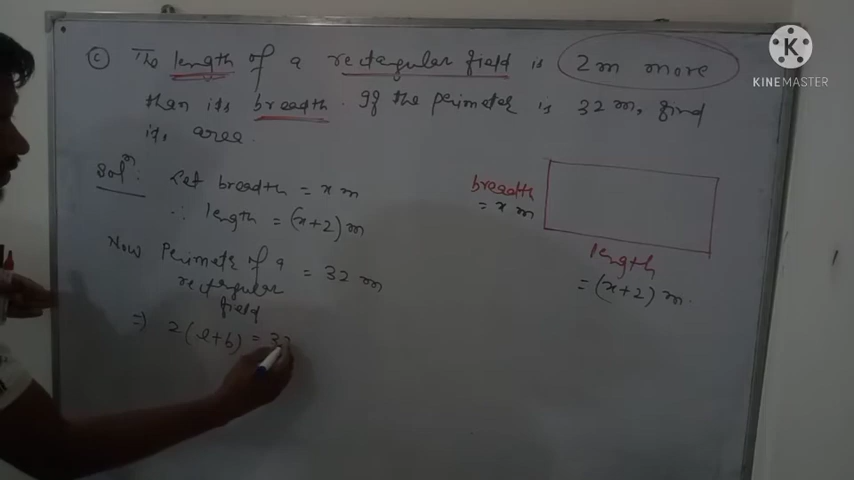 (c) The length of a rectangular field is 2m more
than its breadth. If the perimeter is 32 m, find
its area.
Solⁿ: Let breadth = x m
∴ length = (x+2) m
Now Perimeter of a
rectangular
field
= 32 m
=> 2(l+b) = 32
breadth
= x m
length
= (x+2) m.
K
KINEMASTER